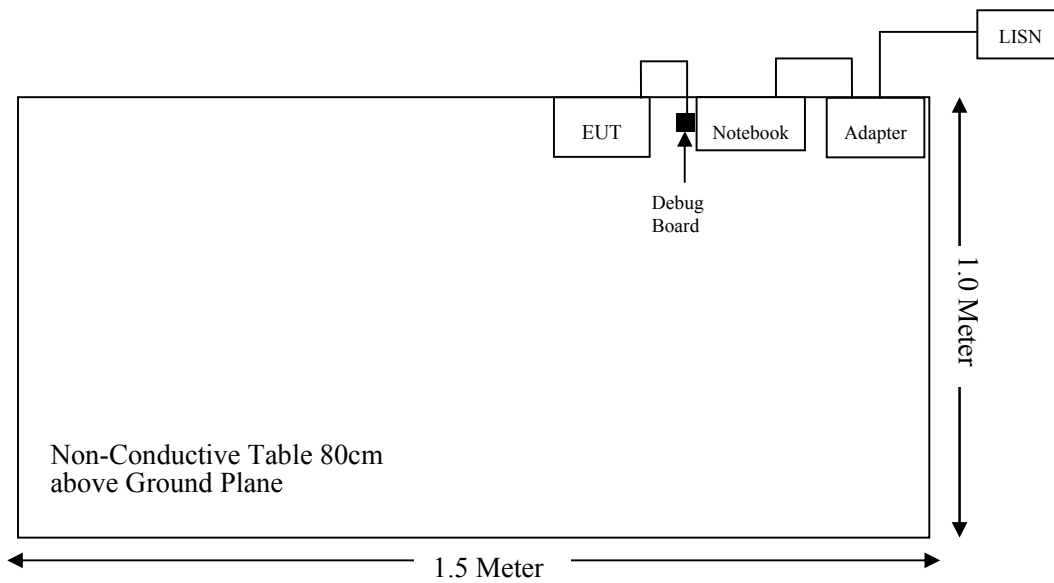 LISN
EUT
Notebook
Adapter
Debug
Board
1.0 Meter
Non-Conductive Table 80cm
above Ground Plane
1.5 Meter